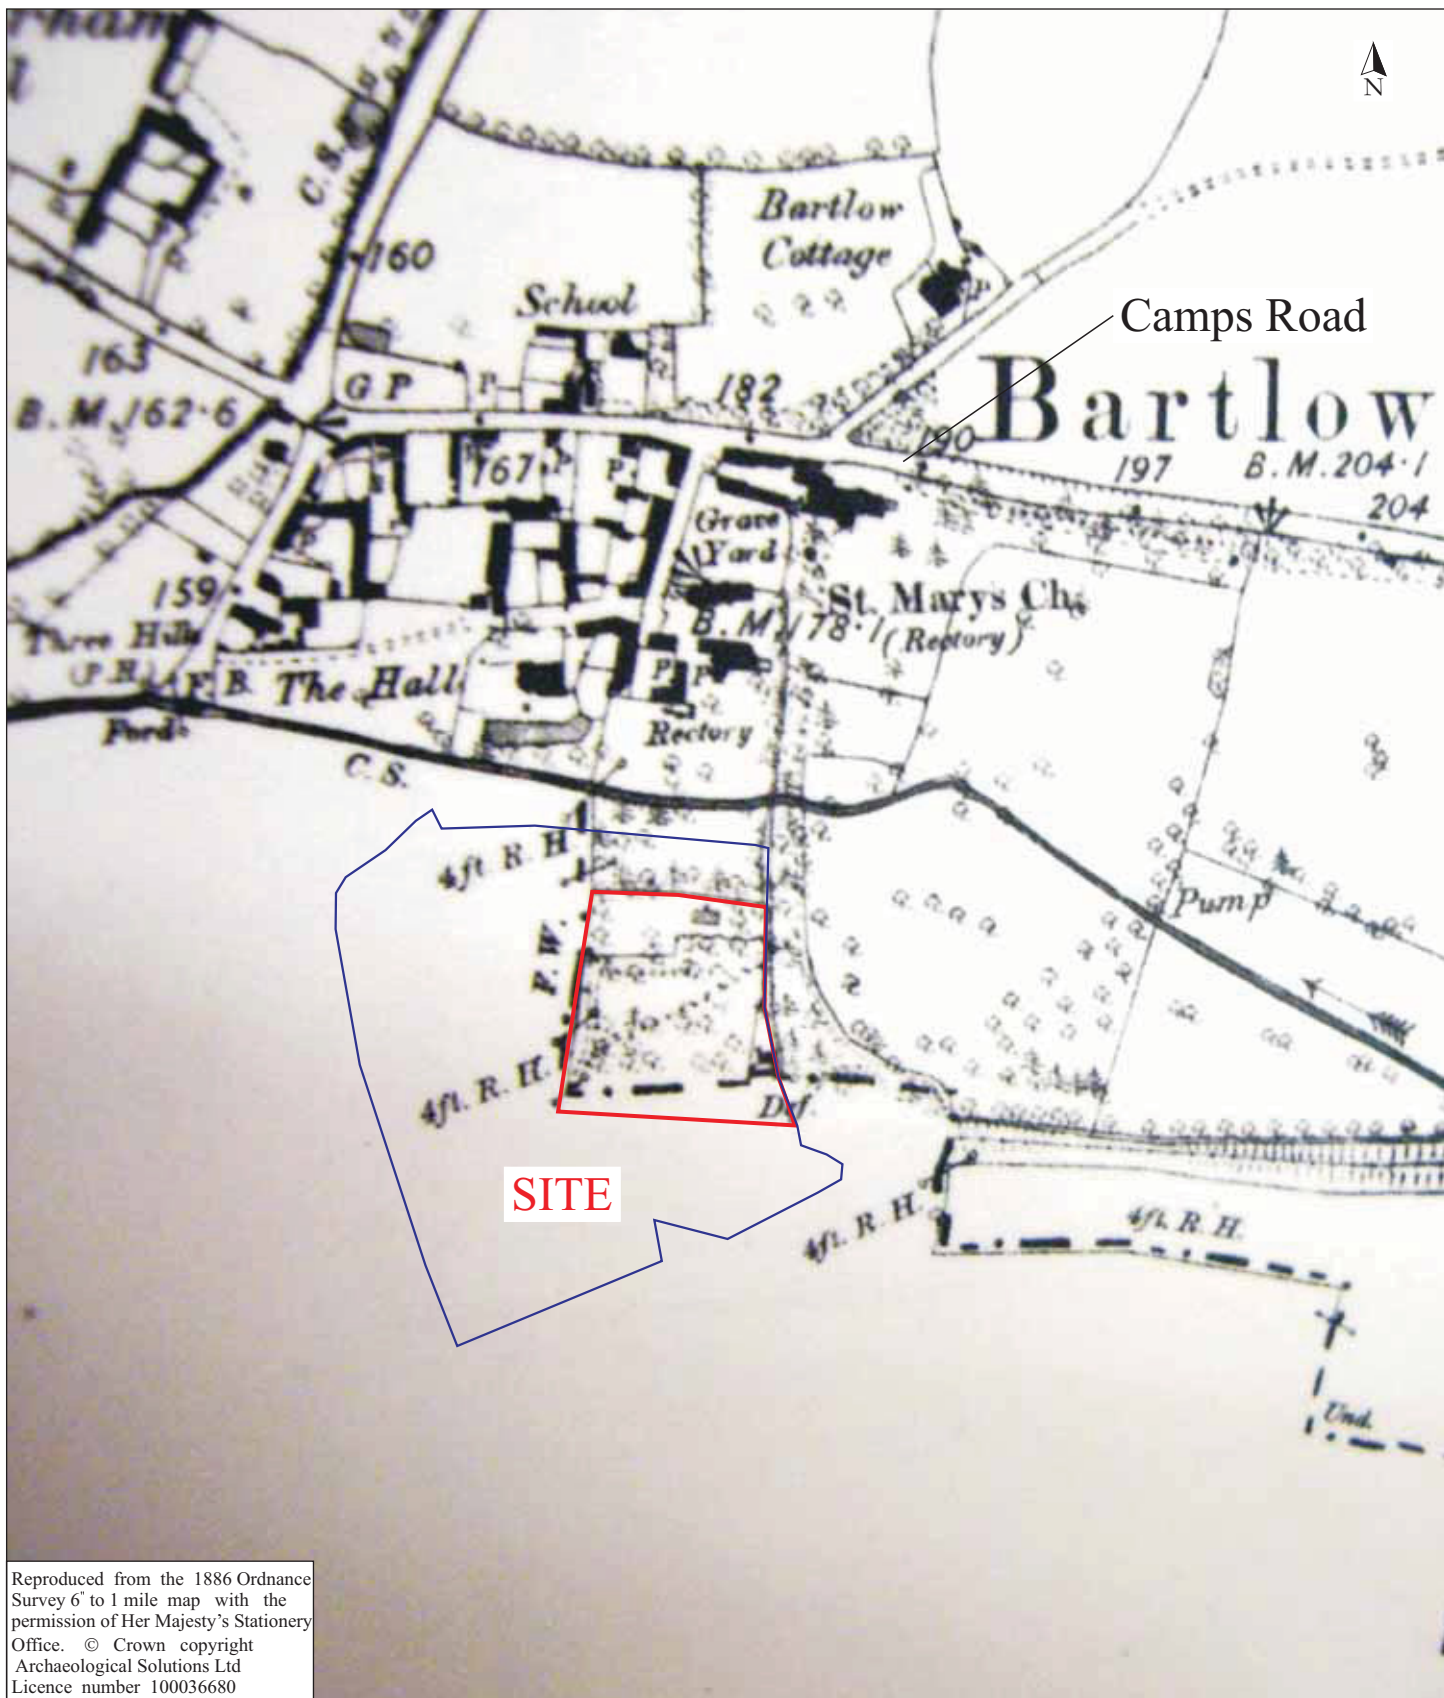 N
C.S.
Bartlow
Cottage
160
School
P
Camps Road
163
G P
P
182
Bartlow
B.M. 162·6
190
167
P
P.
197
B.M. 204·1
204
Grave
Yard
159
St. Marys Ch.
B.M. 178·1 (Rectory)
Three Hills
(P.H.)
F.B.
The Hall
P
P
Ford
Rectory
C.S.
4ft. R. H.
Pump
F. W.
4ft. R. H.
Def.
SITE
4ft. R. H.
4ft. R. H.
Und.
Reproduced from the 1886 Ordnance
Survey 6" to 1 mile map with the
permission of Her Majesty's Stationery
Office. © Crown copyright
Archaeological Solutions Ltd
Licence number 100036680